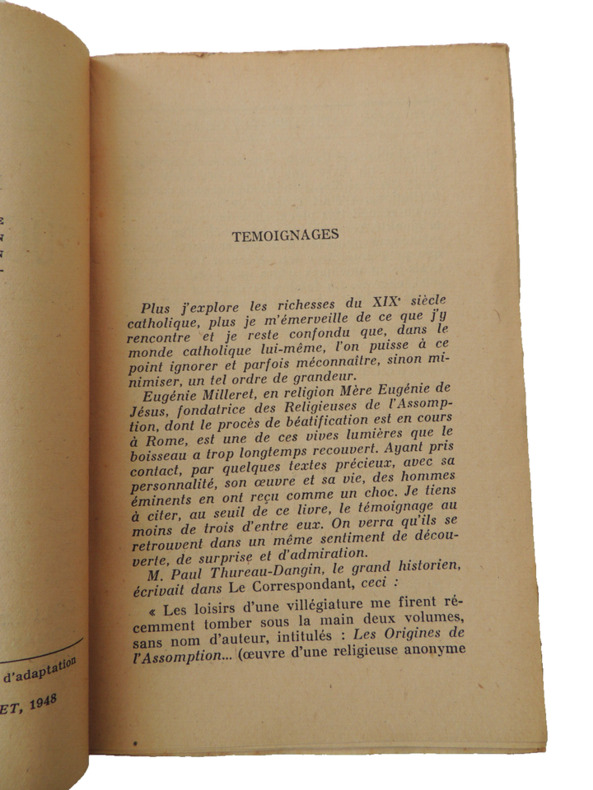 E
N
N
-
d'adaptation
ET, 1948
TEMOIGNAGES
Plus j'explore les richesses du XIXᵉ siècle
catholique, plus je m'émerveille de ce que j'y
rencontre et je reste confondu que, dans le
monde catholique lui-même, l'on puisse à ce
point ignorer et parfois méconnaître, sinon mi-
nimiser, un tel ordre de grandeur.
Eugénie Milleret, en religion Mère Eugénie de
Jésus, fondatrice des Religieuses de l'Assomp-
tion, dont le procès de béatification est en cours
à Rome, est une de ces vives lumières que le
boisseau a trop longtemps recouvert. Ayant pris
contact, par quelques textes précieux, avec sa
personnalité, son œuvre et sa vie, des hommes
éminents en ont reçu comme un choc. Je tiens
à citer, au seuil de ce livre, le témoignage au
moins de trois d'entre eux. On verra qu'ils se
retrouvent dans un même sentiment de décou-
verte, de surprise et d'admiration.
M. Paul Thureau-Dangin, le grand historien,
écrivait dans Le Correspondant, ceci :
« Les loisirs d'une villégiature me firent ré-
cemment tomber sous la main deux volumes,
sans nom d'auteur, intitulés : Les Origines de
l'Assomption... (œuvre d'une religieuse anonyme